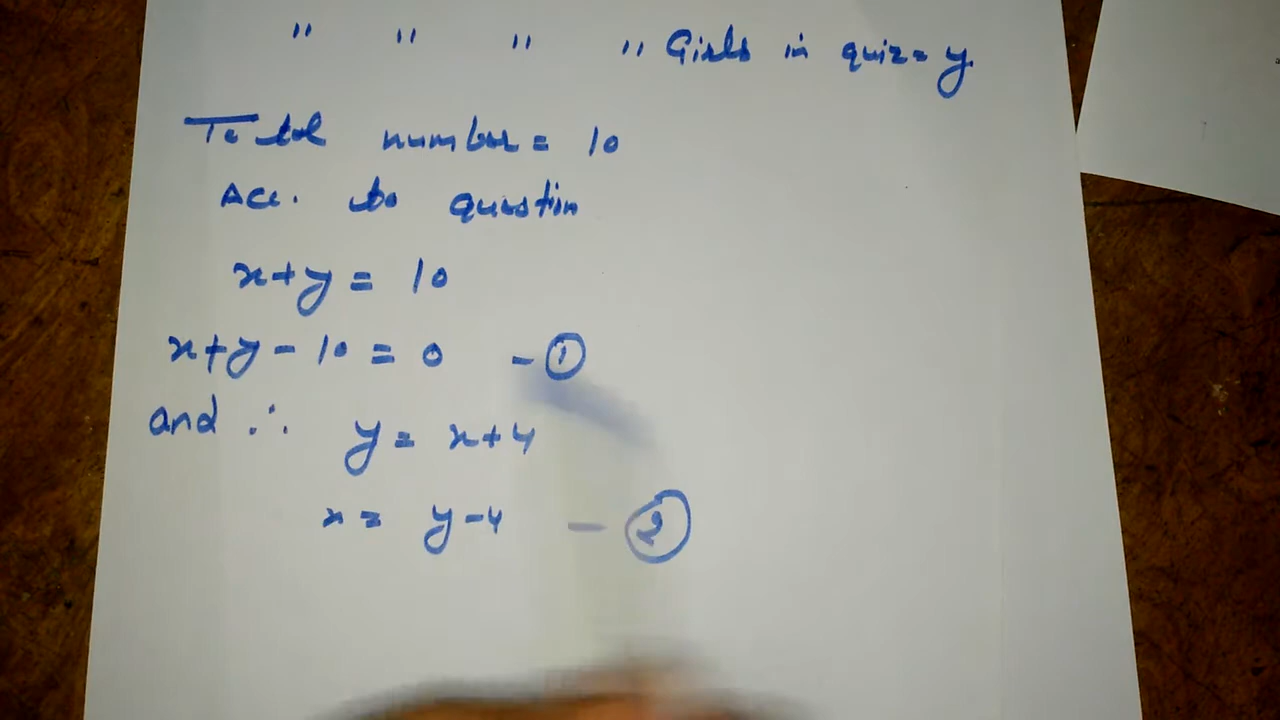 " " " " Girls in quiz = y
Total number = 10
Acc. to question
x+y = 10
x+y - 10 = 0 - ①
and ∴ y = x+4
x = y-4 - ②